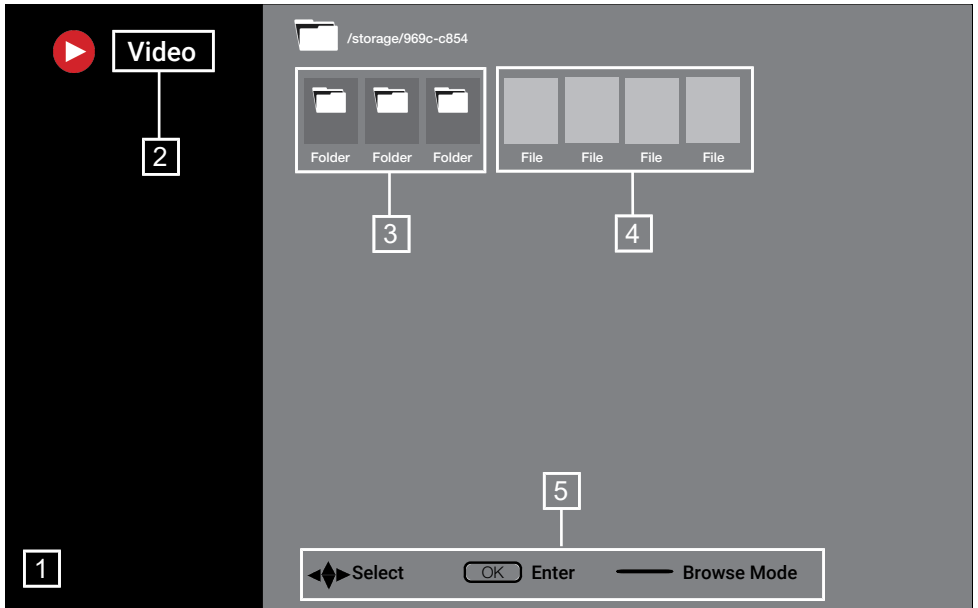 Video
2
/storage/969c-c854
Folder Folder Folder
File File File File
3
4
5
1
Select OK Enter Browse Mode